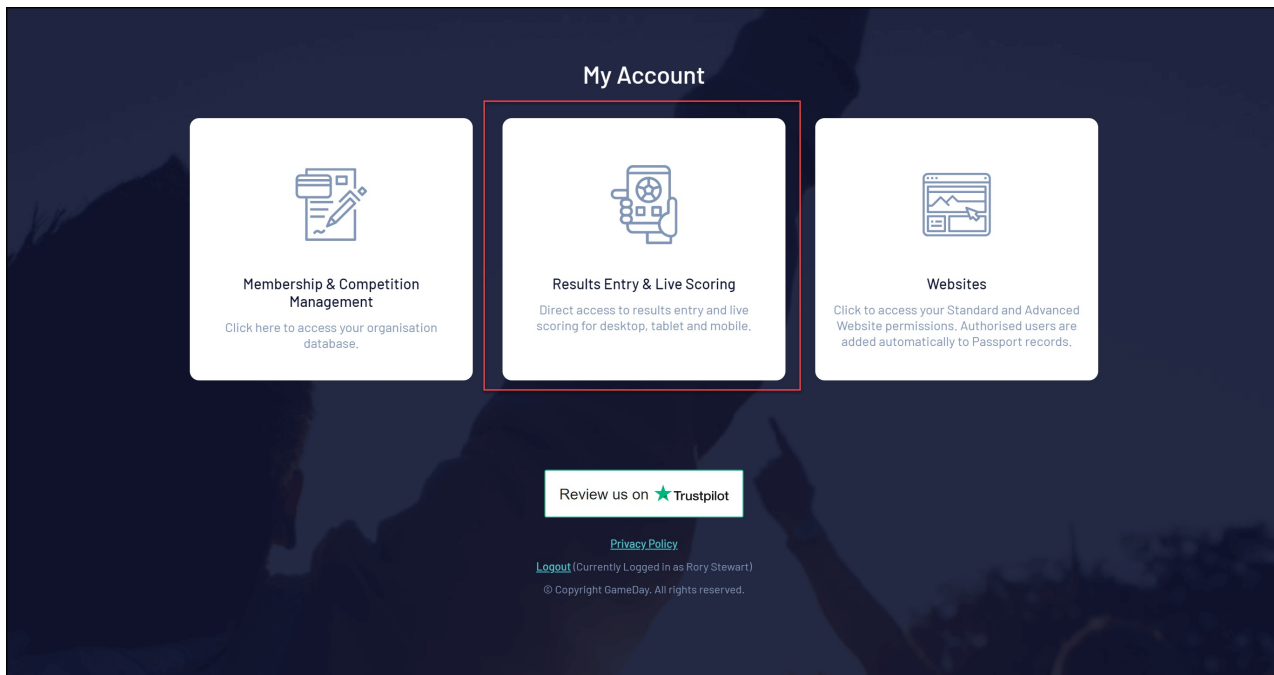 My Account
Membership & Competition
Management
Click here to access your organisation
database.
Results Entry & Live Scoring
Direct access to results entry and live
scoring for desktop, tablet and mobile.
Websites
Click to access your Standard and Advanced
Website permissions. Authorised users are
added automatically to Passport records.
Review us on Trustpilot
Privacy Policy
Logout (Currently Logged in as Rory Stewart)
© Copyright GameDay. All rights reserved.